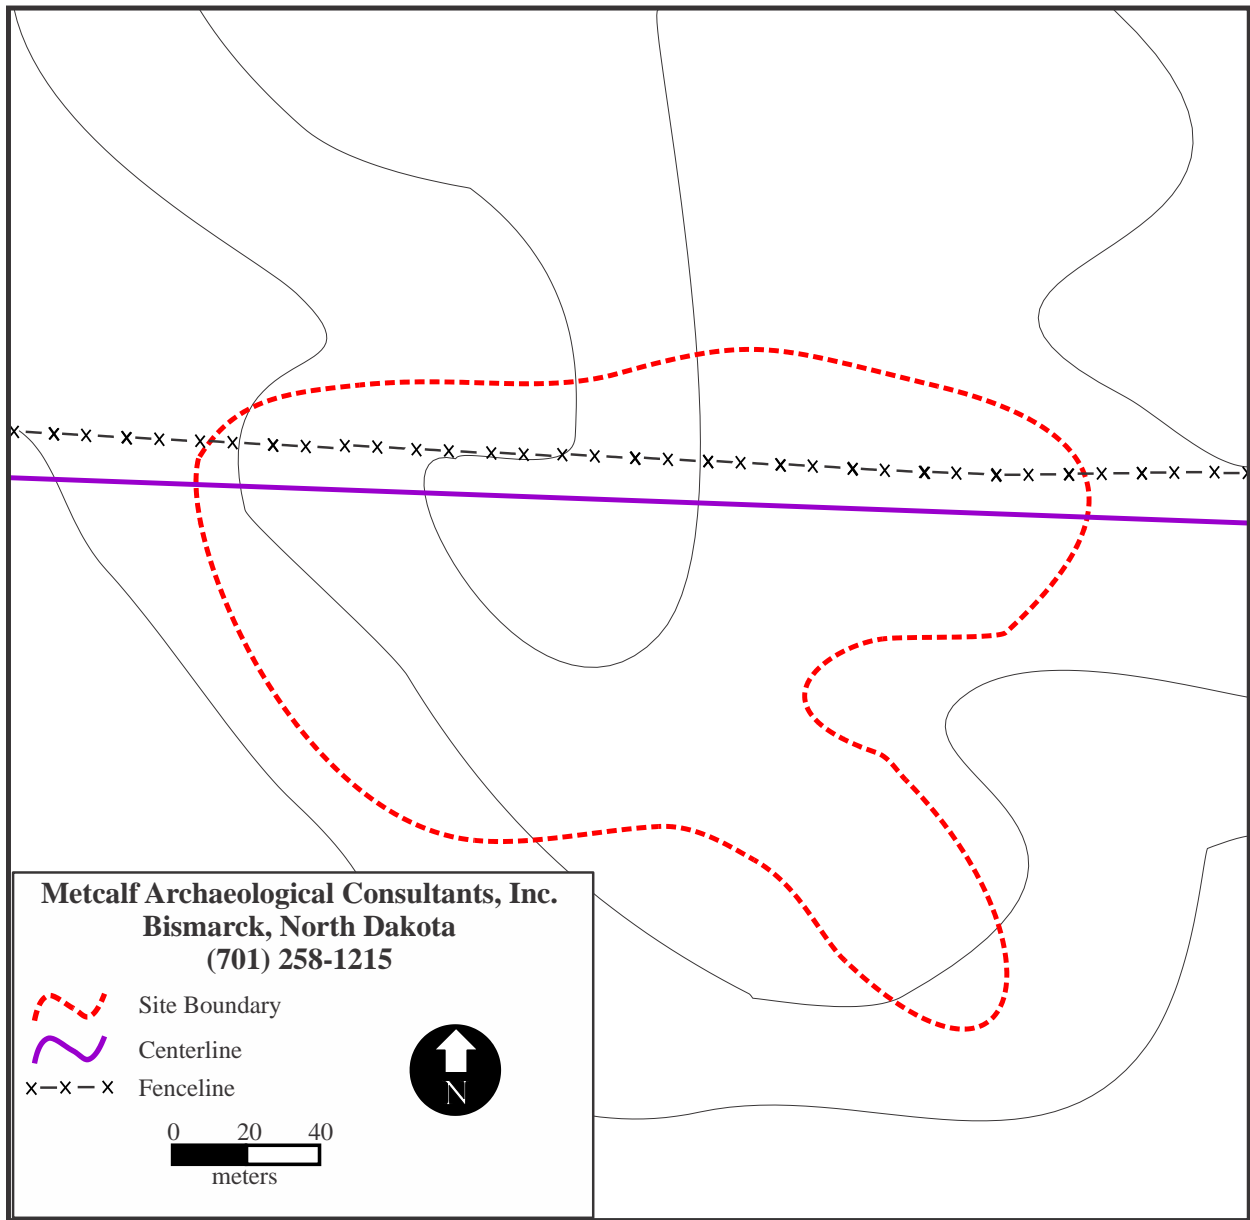 Metcalf Archaeological Consultants, Inc.
Bismarck, North Dakota
(701) 258-1215
Site Boundary
Centerline
Fenceline
N
0 20 40
meters